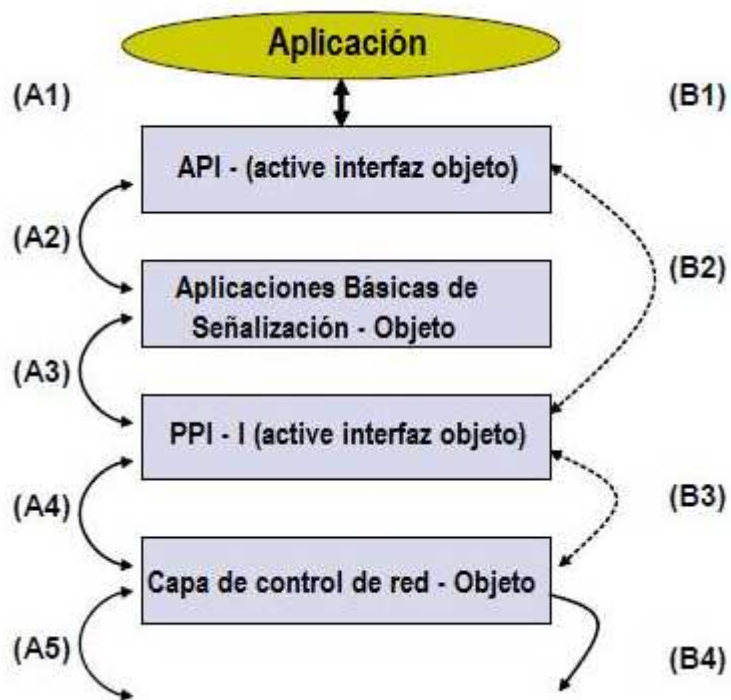 Aplicación
(A1)
(B1)
API - (active interfaz objeto)
(A2)
(B2)
Aplicaciones Básicas de
Señalización - Objeto
(A3)
PPI - I (active interfaz objeto)
(A4)
(B3)
Capa de control de red - Objeto
(A5)
(B4)